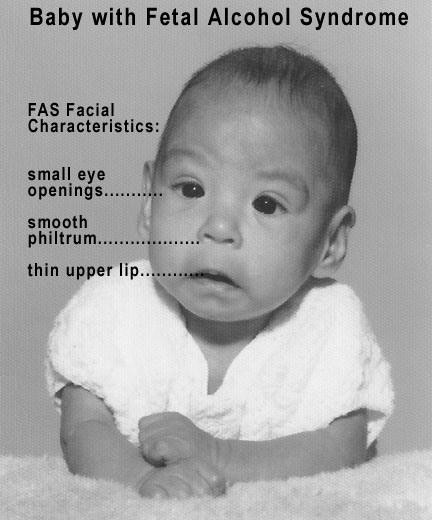 Baby with Fetal Alcohol Syndrome
FAS Facial
Characteristics:
small eye
openings...........
smooth
philtrum...................
thin upper lip............